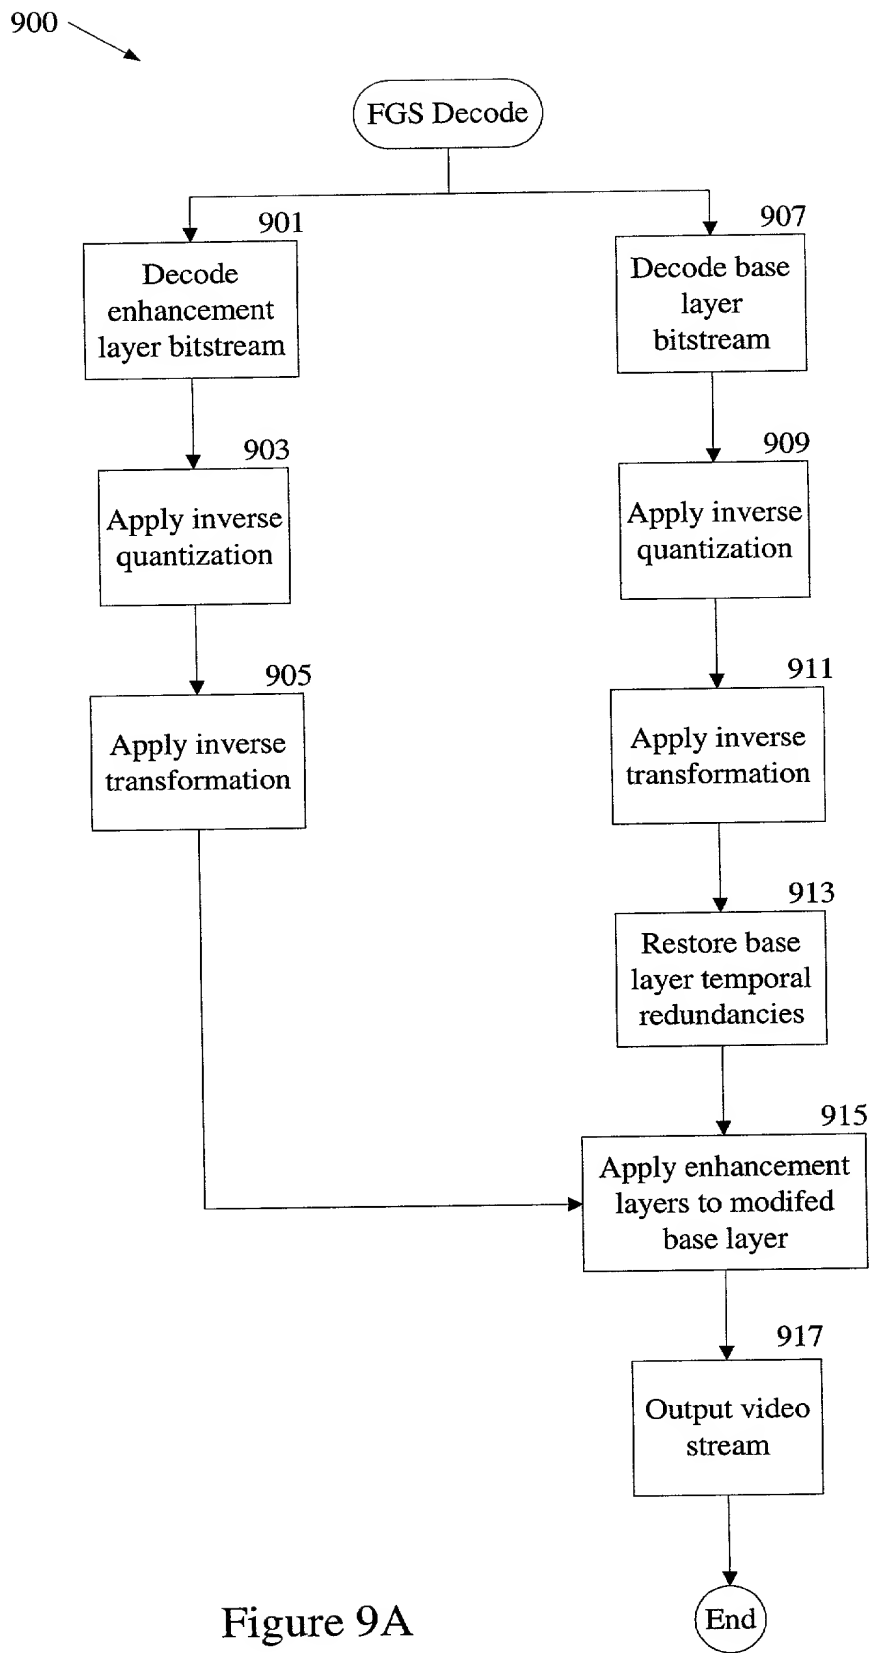 900
FGS Decode
901
Decode
enhancement
layer bitstream
907
Decode base
layer
bitstream
903
Apply inverse
quantization
909
Apply inverse
quantization
905
Apply inverse
transformation
911
Apply inverse
transformation
913
Restore base
layer temporal
redundancies
915
Apply enhancement
layers to modifed
base layer
917
Output video
stream
End
Figure 9A